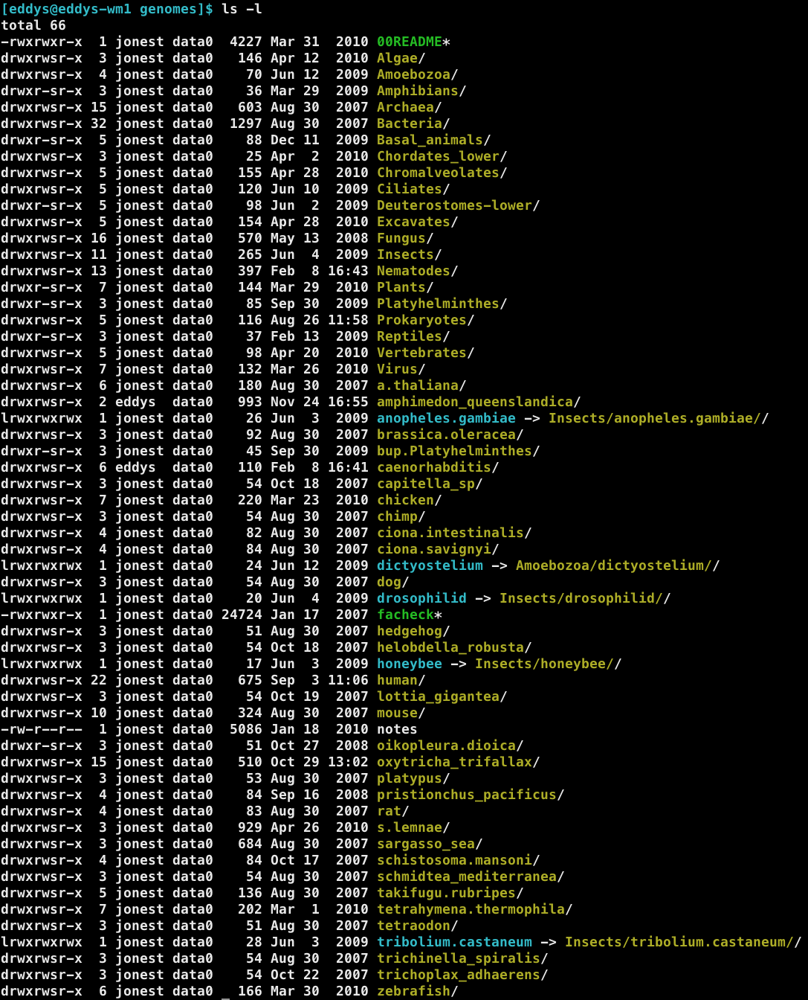 [eddys@eddys-wm1 genomes]$ ls -l
total 66
-rwxrwxr-x  1 jonest data0  4227 Mar 31  2010 00README*
drwxrwsr-x  3 jonest data0   146 Apr 12  2010 Algae/
drwxrwsr-x  4 jonest data0    70 Jun 12  2009 Amoebozoa/
drwxr-sr-x  3 jonest data0    36 Mar 29  2009 Amphibians/
drwxrwsr-x 15 jonest data0   603 Aug 30  2007 Archaea/
drwxrwsr-x 32 jonest data0  1297 Aug 30  2007 Bacteria/
drwxr-sr-x  5 jonest data0    88 Dec 11  2009 Basal_animals/
drwxrwsr-x  3 jonest data0    25 Apr  2  2010 Chordates_lower/
drwxrwsr-x  5 jonest data0   155 Apr 28  2010 Chromalveolates/
drwxrwsr-x  5 jonest data0   120 Jun 10  2009 Ciliates/
drwxrwsr-x  5 jonest data0    98 Jun  2  2009 Deuterostomes-lower/
drwxrwsr-x  5 jonest data0   154 Apr 28  2010 Excavates/
drwxrwsr-x 16 jonest data0   570 May 13  2008 Fungus/
drwxrwsr-x 11 jonest data0   265 Jun  4  2009 Insects/
drwxrwsr-x 13 jonest data0   397 Feb  8 16:43 Nematodes/
drwxr-sr-x  7 jonest data0   144 Mar 29  2010 Plants/
drwxr-sr-x  3 jonest data0    85 Sep 30  2009 Platyhelminthes/
drwxrwsr-x  5 jonest data0   116 Aug 26 11:58 Prokaryotes/
drwxr-sr-x  3 jonest data0    37 Feb 13  2009 Reptiles/
drwxrwsr-x  5 jonest data0    98 Apr 20  2010 Vertebrates/
drwxrwsr-x  7 jonest data0   132 Mar 26  2010 Virus/
drwxrwsr-x  6 jonest data0   180 Aug 30  2007 a.thaliana/
drwxrwsr-x  2 eddys  data0   993 Nov 24 16:55 amphimedon_queenslandica/
lrwxrwxrwx  1 jonest data0    26 Jun  3  2009 anopheles.gambiae -> Insects/anopheles.gambiae//
drwxrwsr-x  3 jonest data0    92 Aug 30  2007 brassica.oleracea/
drwxr-sr-x  3 jonest data0    45 Sep 30  2009 bup.Platyhelminthes/
drwxrwsr-x  6 eddys  data0   110 Feb  8 16:41 caenorhabditis/
drwxrwsr-x  3 jonest data0    54 Oct 18  2007 capitella_sp/
drwxrwsr-x  7 jonest data0   220 Mar 23  2010 chicken/
drwxrwsr-x  3 jonest data0    54 Aug 30  2007 chimp/
drwxrwsr-x  4 jonest data0    82 Aug 30  2007 ciona.intestinalis/
drwxrwsr-x  4 jonest data0    84 Aug 30  2007 ciona.savignyi/
lrwxrwxrwx  1 jonest data0    24 Jun 12  2009 dictyostelium -> Amoebozoa/dictyostelium//
drwxrwsr-x  3 jonest data0    54 Aug 30  2007 dog/
lrwxrwxrwx  1 jonest data0    20 Jun  4  2009 drosophilid -> Insects/drosophilid//
-rwxrwxr-x  1 jonest data0 24724 Jan 17  2007 facheck*
drwxrwsr-x  3 jonest data0    51 Aug 30  2007 hedgehog/
drwxrwsr-x  3 jonest data0    54 Oct 18  2007 helobdella_robusta/
lrwxrwxrwx  1 jonest data0    17 Jun  3  2009 honeybee -> Insects/honeybee//
drwxrwsr-x 22 jonest data0   675 Sep  3 11:06 human/
drwxrwsr-x  3 jonest data0    54 Oct 19  2007 lottia_gigantea/
drwxrwsr-x 10 jonest data0   324 Aug 30  2007 mouse/
-rw-r--r--  1 jonest data0  5086 Jan 18  2010 notes
drwxr-sr-x  3 jonest data0    51 Oct 27  2008 oikopleura.dioica/
drwxrwsr-x 15 jonest data0   510 Oct 29 13:02 oxytricha_trifallax/
drwxrwsr-x  3 jonest data0    53 Aug 30  2007 platypus/
drwxrwsr-x  4 jonest data0    84 Sep 16  2008 pristionchus_pacificus/
drwxrwsr-x  4 jonest data0    83 Aug 30  2007 rat/
drwxrwsr-x  3 jonest data0   929 Apr 26  2010 s.lemnae/
drwxrwsr-x  3 jonest data0   684 Aug 30  2007 sargasso_sea/
drwxrwsr-x  4 jonest data0    84 Oct 17  2007 schistosoma.mansoni/
drwxrwsr-x  3 jonest data0    54 Aug 30  2007 schmidtea_mediterranea/
drwxrwsr-x  5 jonest data0   136 Aug 30  2007 takifugu.rubripes/
drwxrwsr-x  7 jonest data0   202 Mar  1  2010 tetrahymena.thermophila/
drwxrwsr-x  3 jonest data0    51 Aug 30  2007 tetraodon/
lrwxrwxrwx  1 jonest data0    28 Jun  3  2009 tribolium.castaneum -> Insects/tribolium.castaneum//
drwxrwsr-x  3 jonest data0    54 Aug 30  2007 trichinella_spiralis/
drwxrwsr-x  3 jonest data0    54 Oct 22  2007 trichoplax_adhaerens/
drwxrwsr-x  6 jonest data0 _ 166 Mar 30  2010 zebrafish/